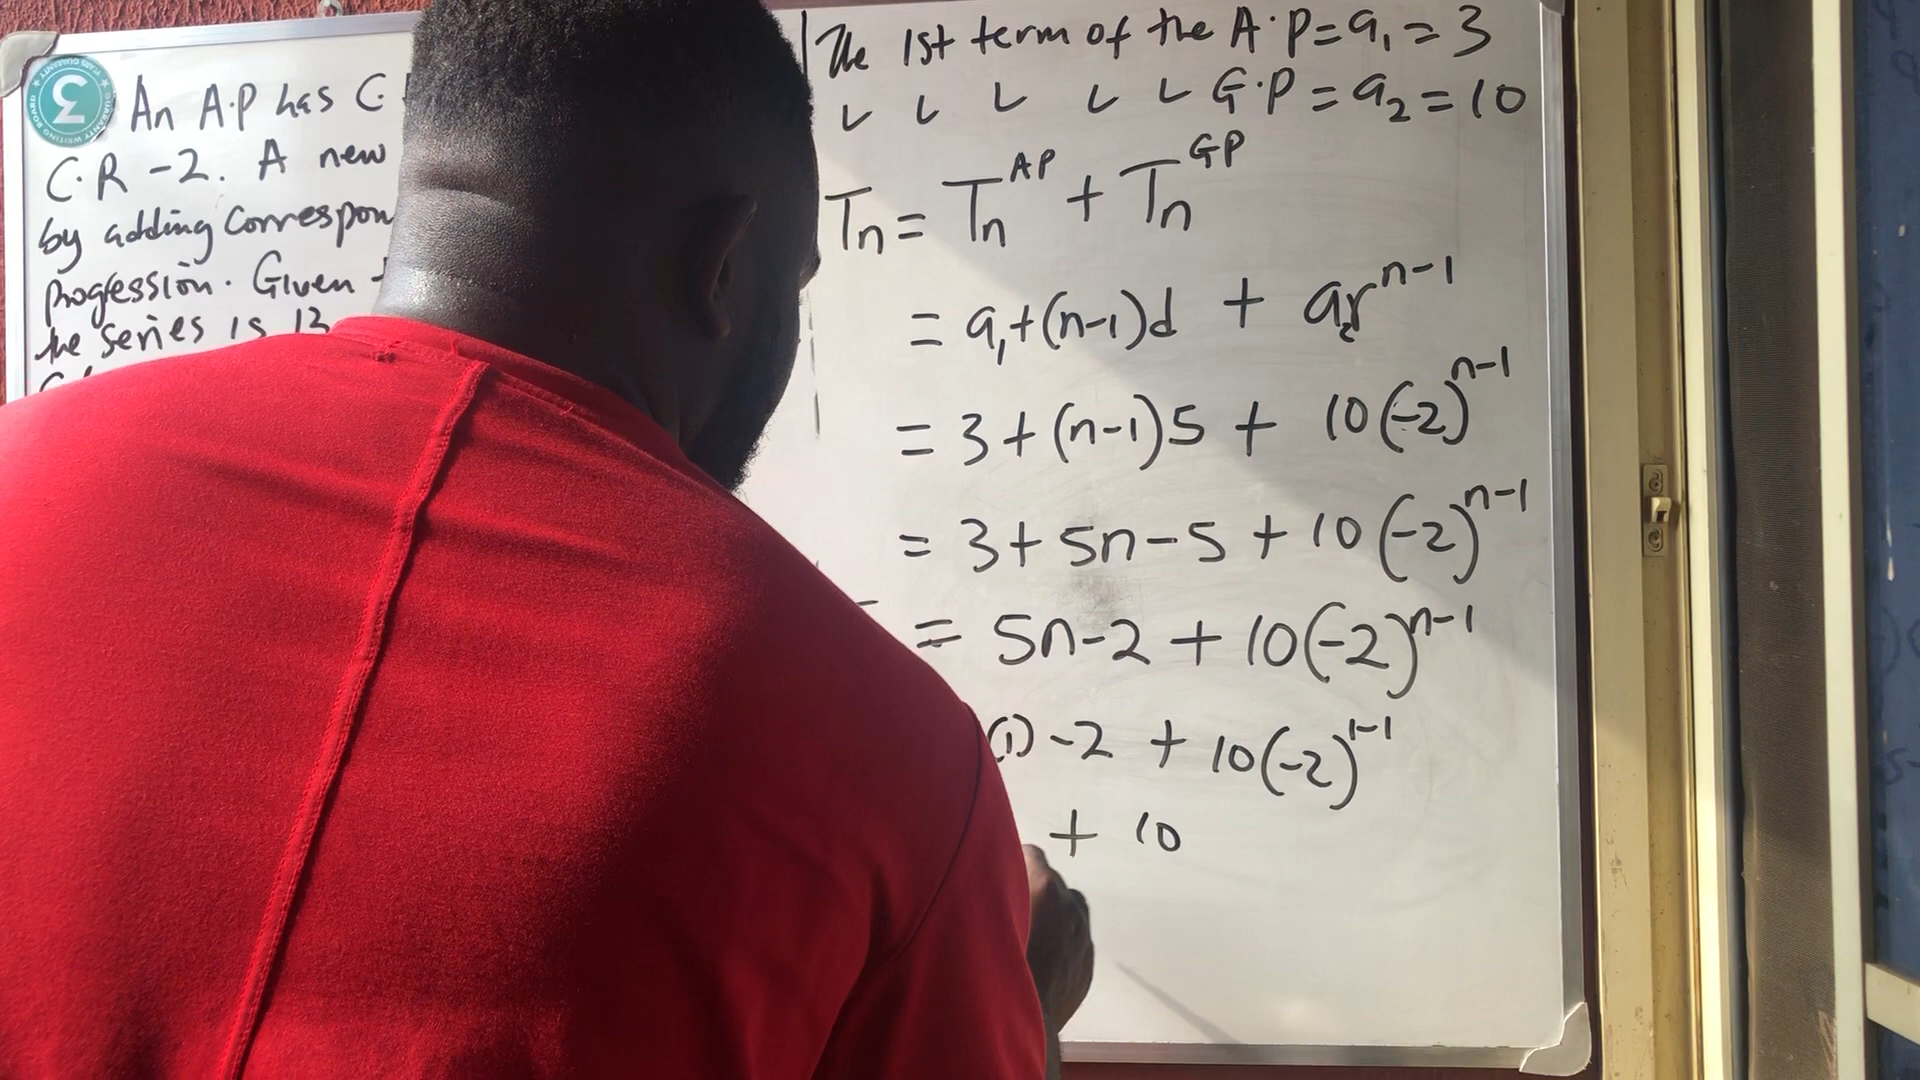 An A.P has C.
C.R -2. A new
by adding Correspon
progression. Given
the series is 13
The 1st term of the A.P = a₁ = 3
〃 〃 〃 〃 〃 G.P = a₂ = 10
Tn = Tn^AP + Tn^GP
= a₁+(n-1)d + a₂r^n-1
= 3+(n-1)5 + 10(-2)^n-1
= 3+5n-5+10(-2)^n-1
= 5n-2+10(-2)^n-1
(1)-2 + 10(-2)^1-1
+ 10